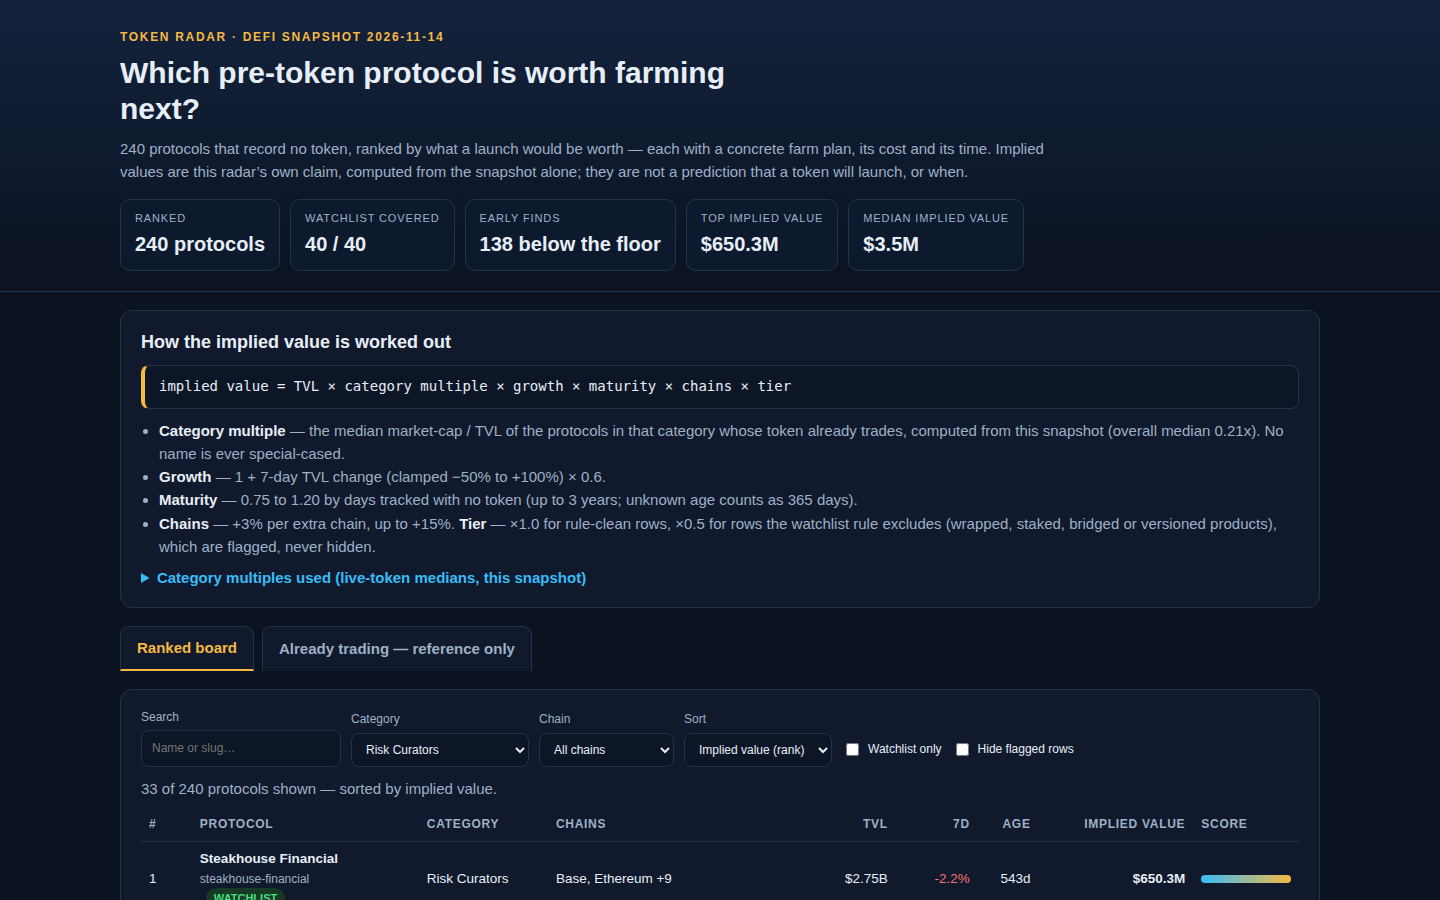 TOKEN RADAR · DEFI SNAPSHOT 2026-11-14
Which pre-token protocol is worth farming
next?
240 protocols that record no token, ranked by what a launch would be worth — each with a concrete farm plan, its cost and its time. Implied
values are this radar’s own claim, computed from the snapshot alone; they are not a prediction that a token will launch, or when.
RANKED
240 protocols
WATCHLIST COVERED
40 / 40
EARLY FINDS
138 below the floor
TOP IMPLIED VALUE
$650.3M
MEDIAN IMPLIED VALUE
$3.5M
How the implied value is worked out
implied value = TVL × category multiple × growth × maturity × chains × tier
Category multiple — the median market-cap / TVL of the protocols in that category whose token already trades, computed from this snapshot (overall median 0.21x). No
name is ever special-cased.
Growth — 1 + 7-day TVL change (clamped −50% to +100%) × 0.6.
Maturity — 0.75 to 1.20 by days tracked with no token (up to 3 years; unknown age counts as 365 days).
Chains — +3% per extra chain, up to +15%. Tier — ×1.0 for rule-clean rows, ×0.5 for rows the watchlist rule excludes (wrapped, staked, bridged or versioned products),
which are flagged, never hidden.
Category multiples used (live-token medians, this snapshot)
Ranked board
Already trading — reference only
Search
Category
Chain
Sort
Name or slug…
Risk Curators
All chains
Implied value (rank)
Watchlist only
Hide flagged rows
33 of 240 protocols shown — sorted by implied value.
# PROTOCOL CATEGORY CHAINS TVL 7D AGE IMPLIED VALUE SCORE
Steakhouse Financial
1 steakhouse-financial Risk Curators Base, Ethereum +9 $2.75B -2.2% 543d $650.3M
WATCHLIST